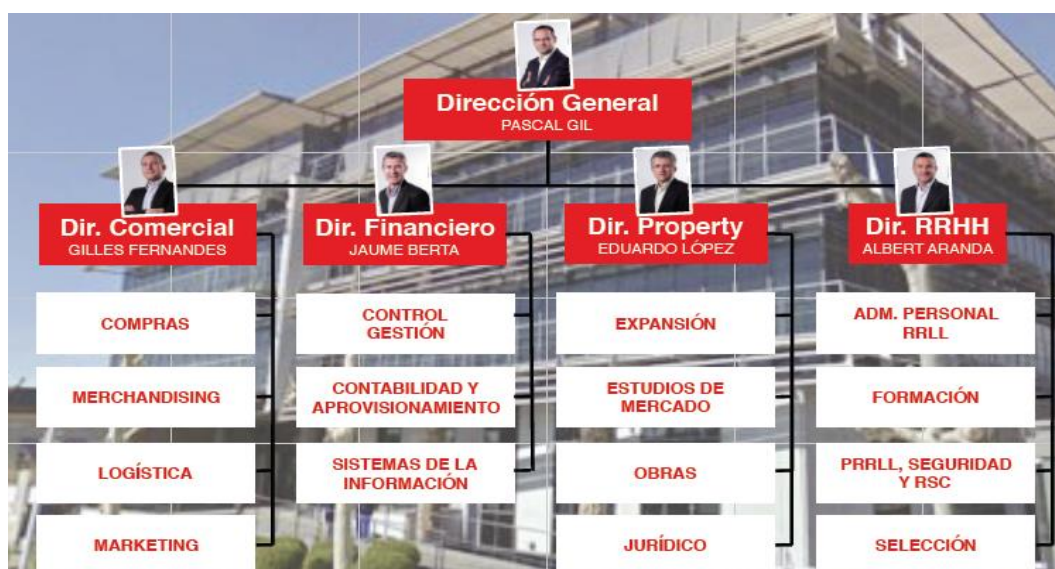 Dirección General
PASCAL GIL
Dir. Comercial
GILLES FERNANDES
Dir. Financiero
JAUME BERTA
Dir. Property
EDUARDO LÓPEZ
Dir. RRHH
ALBERT ARANDA
COMPRAS
CONTROL
GESTIÓN
EXPANSIÓN
ADM. PERSONAL
RRLL
MERCHANDISING
CONTABILIDAD Y
APROVISIONAMIENTO
ESTUDIOS DE
MERCADO
FORMACIÓN
LOGÍSTICA
SISTEMAS DE LA
INFORMACIÓN
OBRAS
PRRLL, SEGURIDAD
Y RSC
MARKETING
JURÍDICO
SELECCIÓN